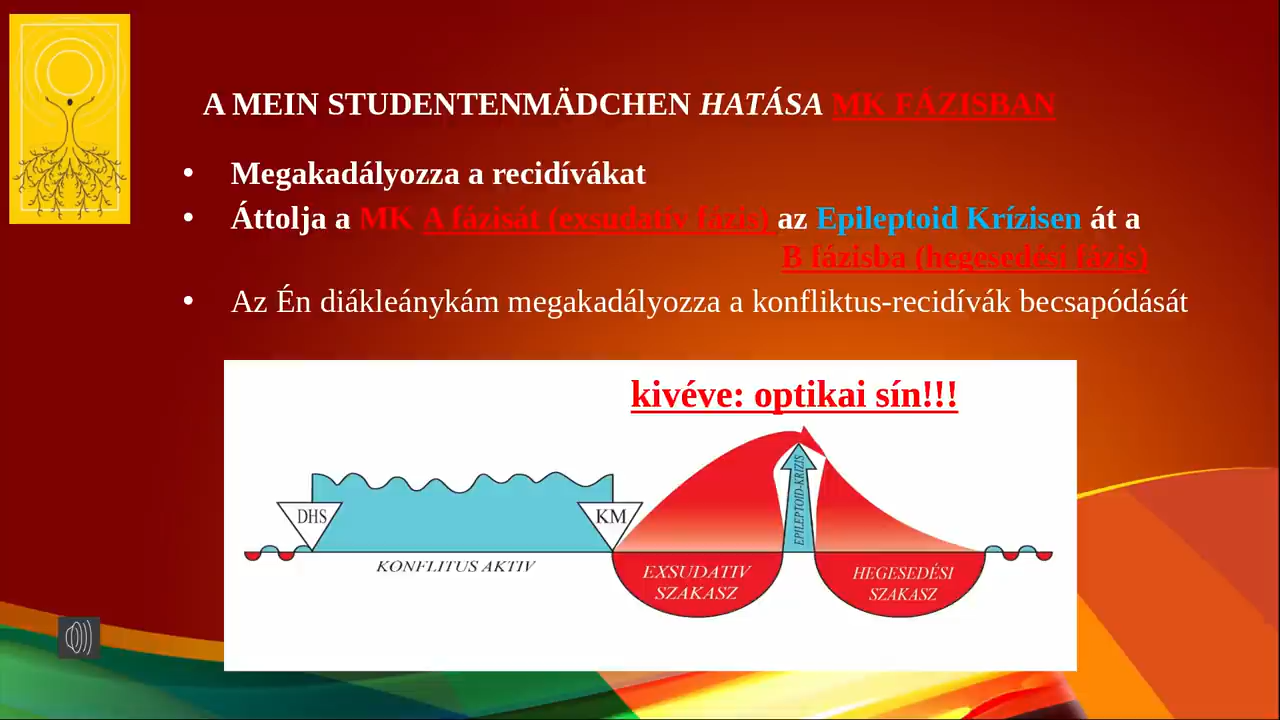 A MEIN STUDENTENMÄDCHEN HATÁSA MK FÁZISBAN
• Megakadályozza a recidívákat
• Áttolja a MK A fázisát (exsudatív fázis) az Epileptoid Krízisen át a
B fázisba (hegesedési fázis)
• Az Én diákleánykám megakadályozza a konfliktus-recidívák becsapódását
kivéve: optikai sín!!!
EPILEPTOID-KRÍZIS
DHS
KM
KONFLITUS AKTIV
EXSUDATIV
SZAKASZ
HEGESEDÉSI
SZAKASZ